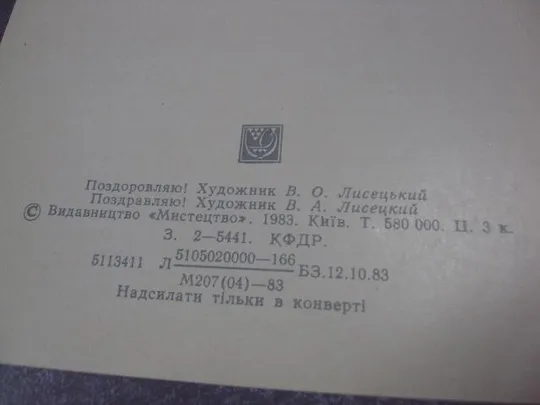 Поздоровляю! Художник В. О. Лисецький
Поздравляю! Художник В. А. Лисецкий
© Видавництво «Мистецтво». 1983. Київ. Т. 580 000. Ц. 3 к.
З. 2—5441. КФДР.
5113411 Л 5105020000—166 БЗ.12.10.83
М207(04)—83
Надсилати тільки в конверті